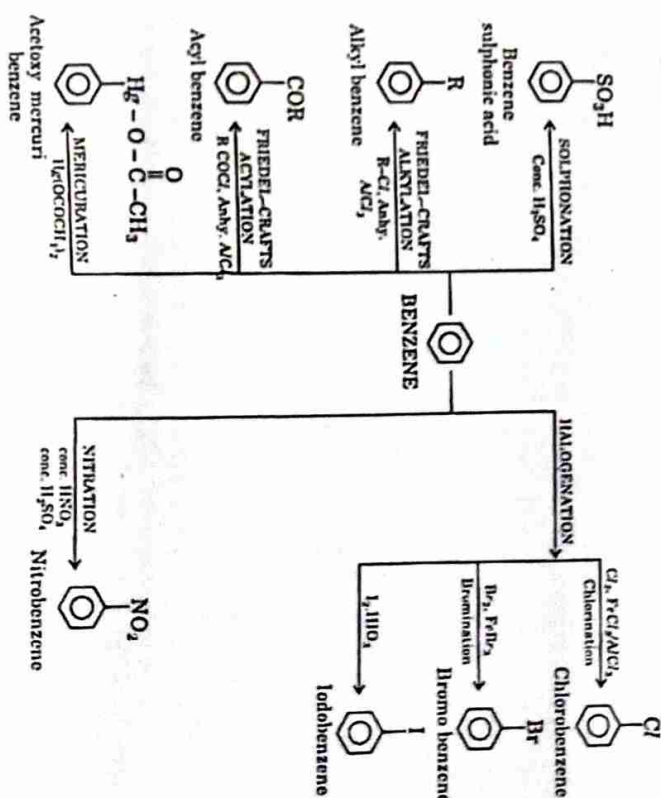 SO₃H
Benzene
sulphonic acid
SOLPHONATION
Conc. H₂SO₄
R
Alkyl benzene
FRIEDEL–CRAFTS
ALKYLATION
R–Cl, Anhy.
AlCl₃
COR
Acyl benzene
FRIEDEL–CRAFTS
ACYLATION
R COCl, Anhy. AlCl₃
O
Hg – O – C – CH₃
Acetoxy mercuri
benzene
MERICURATION
Hg(OCOCH₃)₂
BENZENE
HALOGENATION
Cl₂, FeCl₃/AlCl₃
Chlorination
Cl
Chlorobenzene
Br₂, FeBr₃
Bromination
Br
Bromo benzene
I₂.HIO₃
I
Iodobenzene
NITRATION
conc. HNO₃
conc. H₂SO₄
NO₂
Nitrobenzene